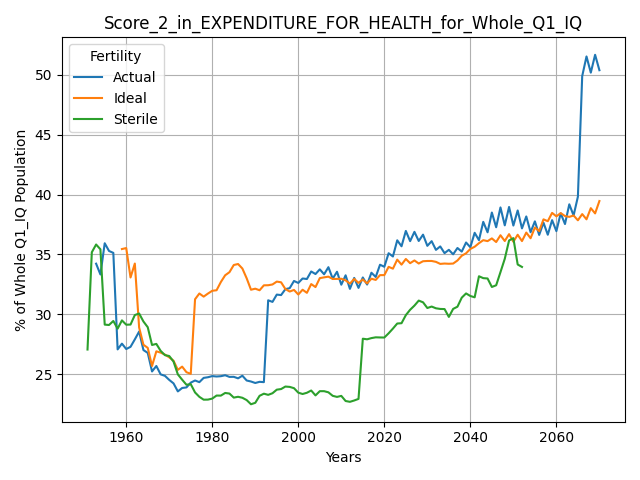 Score_2_in_EXPENDITURE_FOR_HEALTH_for_Whole_Q1_IQ
Fertility
Actual
Ideal
Sterile
% of Whole Q1_IQ Population
50
45
40
35
30
25
1960
1980
2000
2020
2040
2060
Years